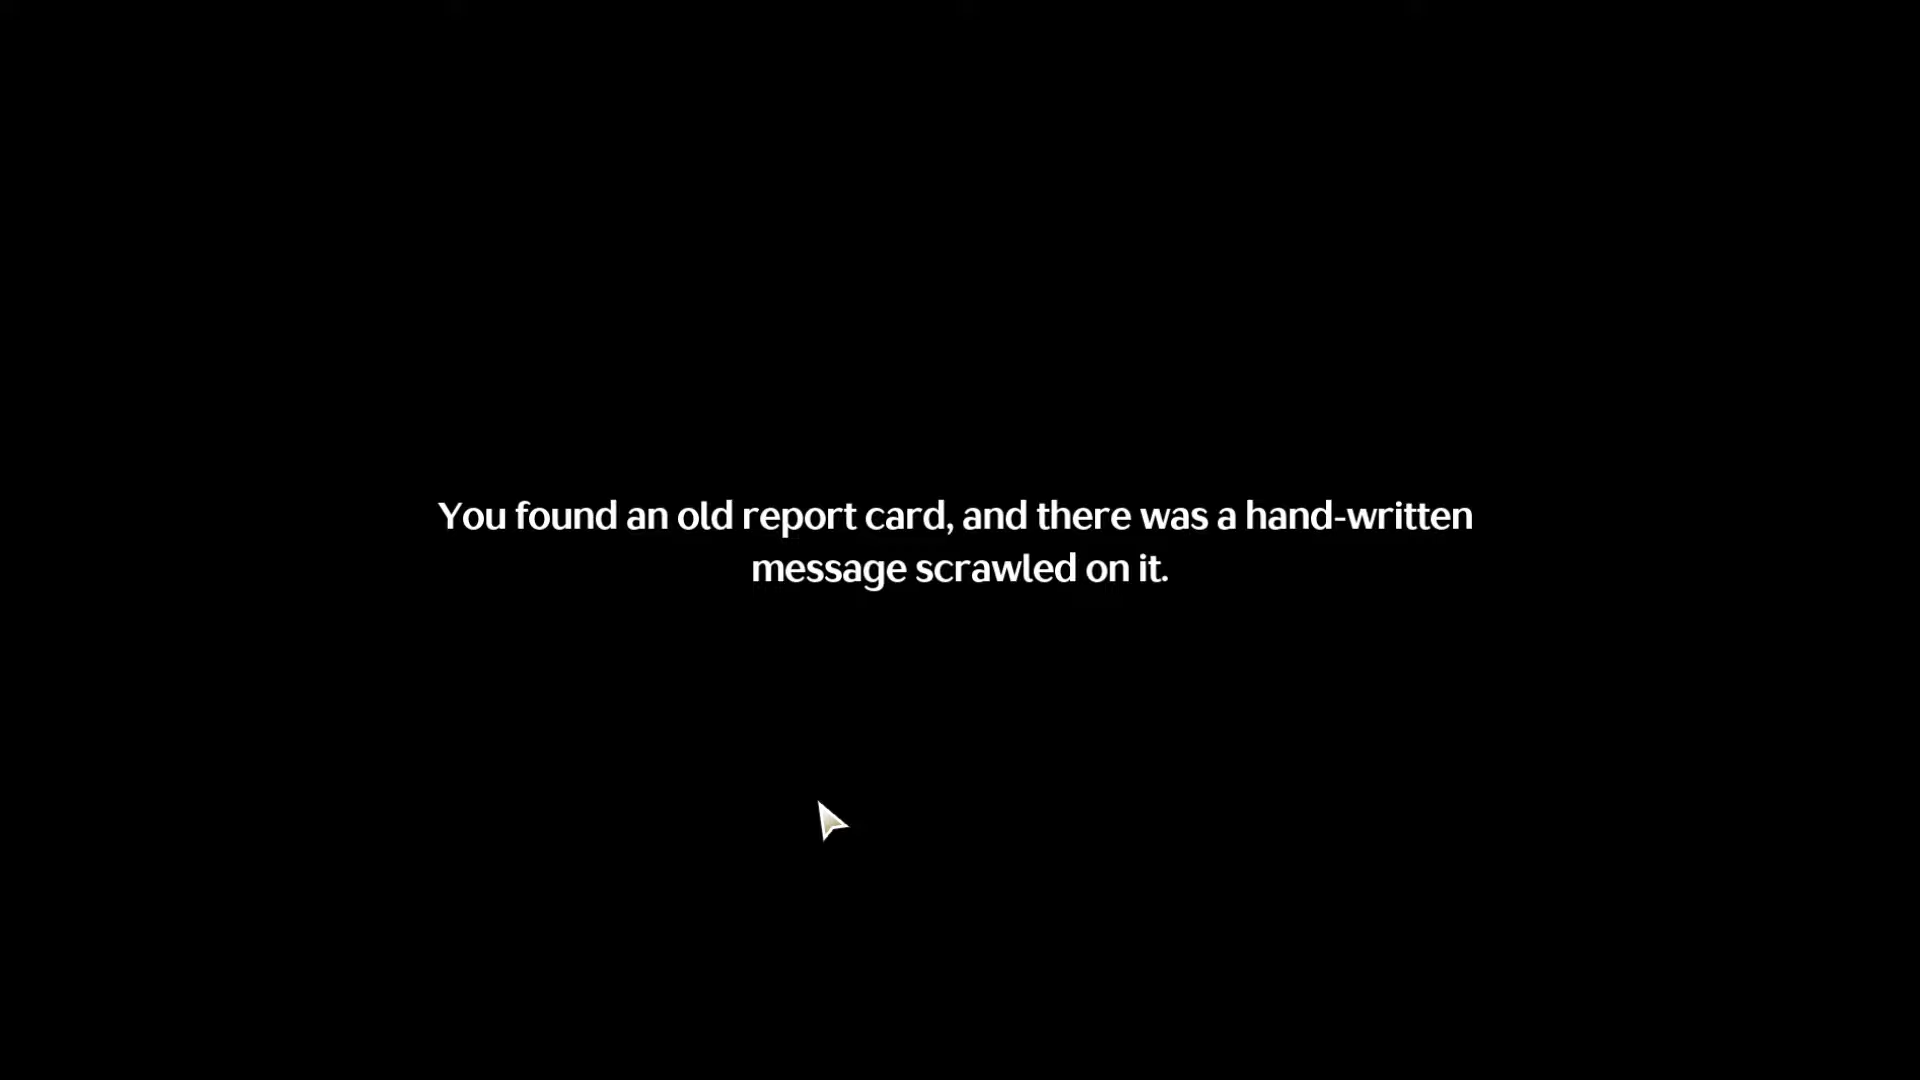 You found an old report card, and there was a hand-written
message scrawled on it.